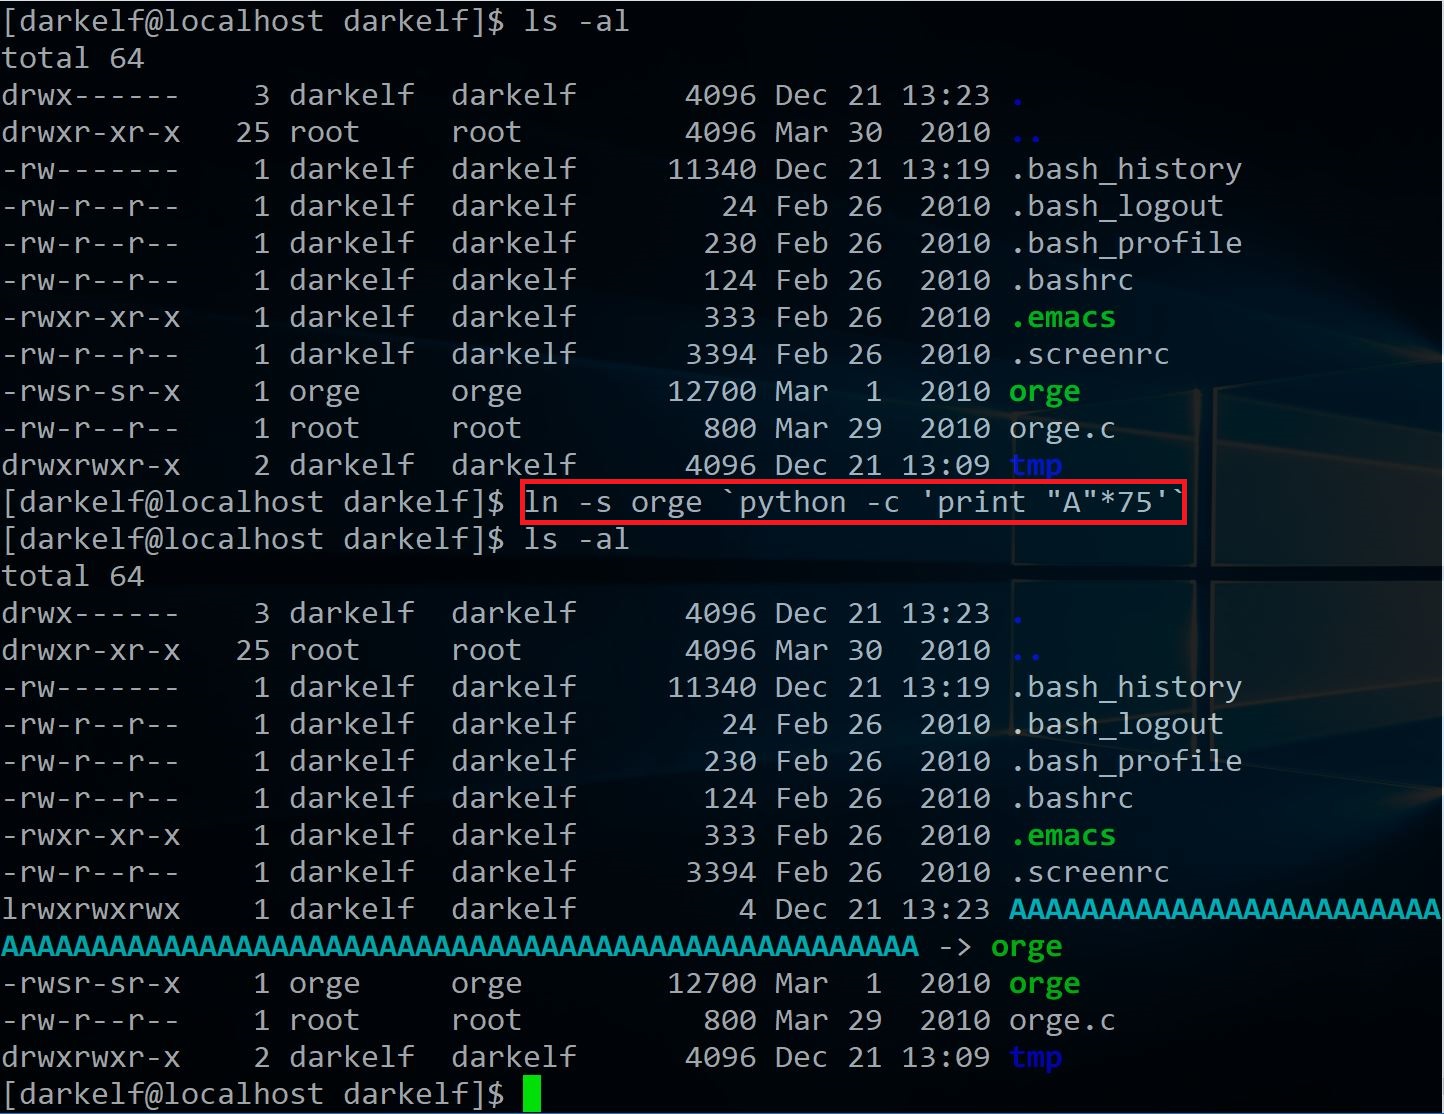 [darkelf@localhost darkelf]$ ls -al
total 64
drwx------    3 darkelf  darkelf      4096 Dec 21 13:23 .
drwxr-xr-x   25 root     root         4096 Mar 30  2010 ..
-rw-------    1 darkelf  darkelf     11340 Dec 21 13:19 .bash_history
-rw-r--r--    1 darkelf  darkelf        24 Feb 26  2010 .bash_logout
-rw-r--r--    1 darkelf  darkelf       230 Feb 26  2010 .bash_profile
-rw-r--r--    1 darkelf  darkelf       124 Feb 26  2010 .bashrc
-rwxr-xr-x    1 darkelf  darkelf       333 Feb 26  2010 .emacs
-rw-r--r--    1 darkelf  darkelf      3394 Feb 26  2010 .screenrc
-rwsr-sr-x    1 orge     orge        12700 Mar  1  2010 orge
-rw-r--r--    1 root     root          800 Mar 29  2010 orge.c
drwxrwxr-x    2 darkelf  darkelf      4096 Dec 21 13:09 tmp
[darkelf@localhost darkelf]$ ln -s orge `python -c 'print "A"*75'`
[darkelf@localhost darkelf]$ ls -al
total 64
drwx------    3 darkelf  darkelf      4096 Dec 21 13:23 .
drwxr-xr-x   25 root     root         4096 Mar 30  2010 ..
-rw-------    1 darkelf  darkelf     11340 Dec 21 13:19 .bash_history
-rw-r--r--    1 darkelf  darkelf        24 Feb 26  2010 .bash_logout
-rw-r--r--    1 darkelf  darkelf       230 Feb 26  2010 .bash_profile
-rw-r--r--    1 darkelf  darkelf       124 Feb 26  2010 .bashrc
-rwxr-xr-x    1 darkelf  darkelf       333 Feb 26  2010 .emacs
-rw-r--r--    1 darkelf  darkelf      3394 Feb 26  2010 .screenrc
lrwxrwxrwx    1 darkelf  darkelf         4 Dec 21 13:23 AAAAAAAAAAAAAAAAAAAAAAAA
AAAAAAAAAAAAAAAAAAAAAAAAAAAAAAAAAAAAAAAAAAAAAAAAAAA -> orge
-rwsr-sr-x    1 orge     orge        12700 Mar  1  2010 orge
-rw-r--r--    1 root     root          800 Mar 29  2010 orge.c
drwxrwxr-x    2 darkelf  darkelf      4096 Dec 21 13:09 tmp
[darkelf@localhost darkelf]$